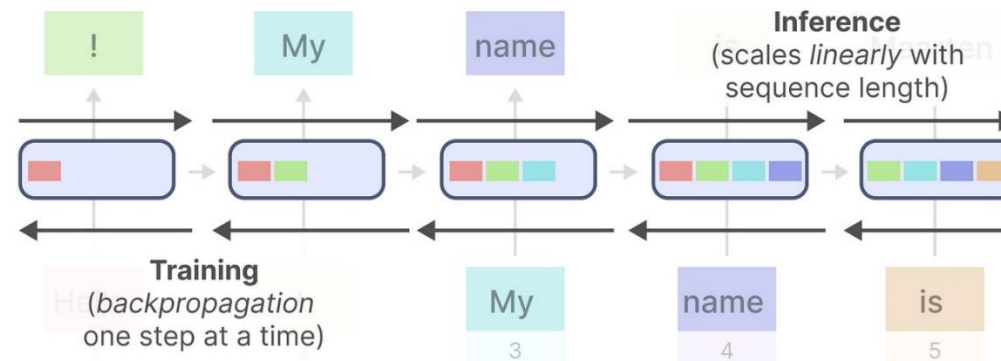 !
My
name
Inference
(scales linearly with
sequence length)
Training
(backpropagation
one step at a time)
My
name
is
3
4
5